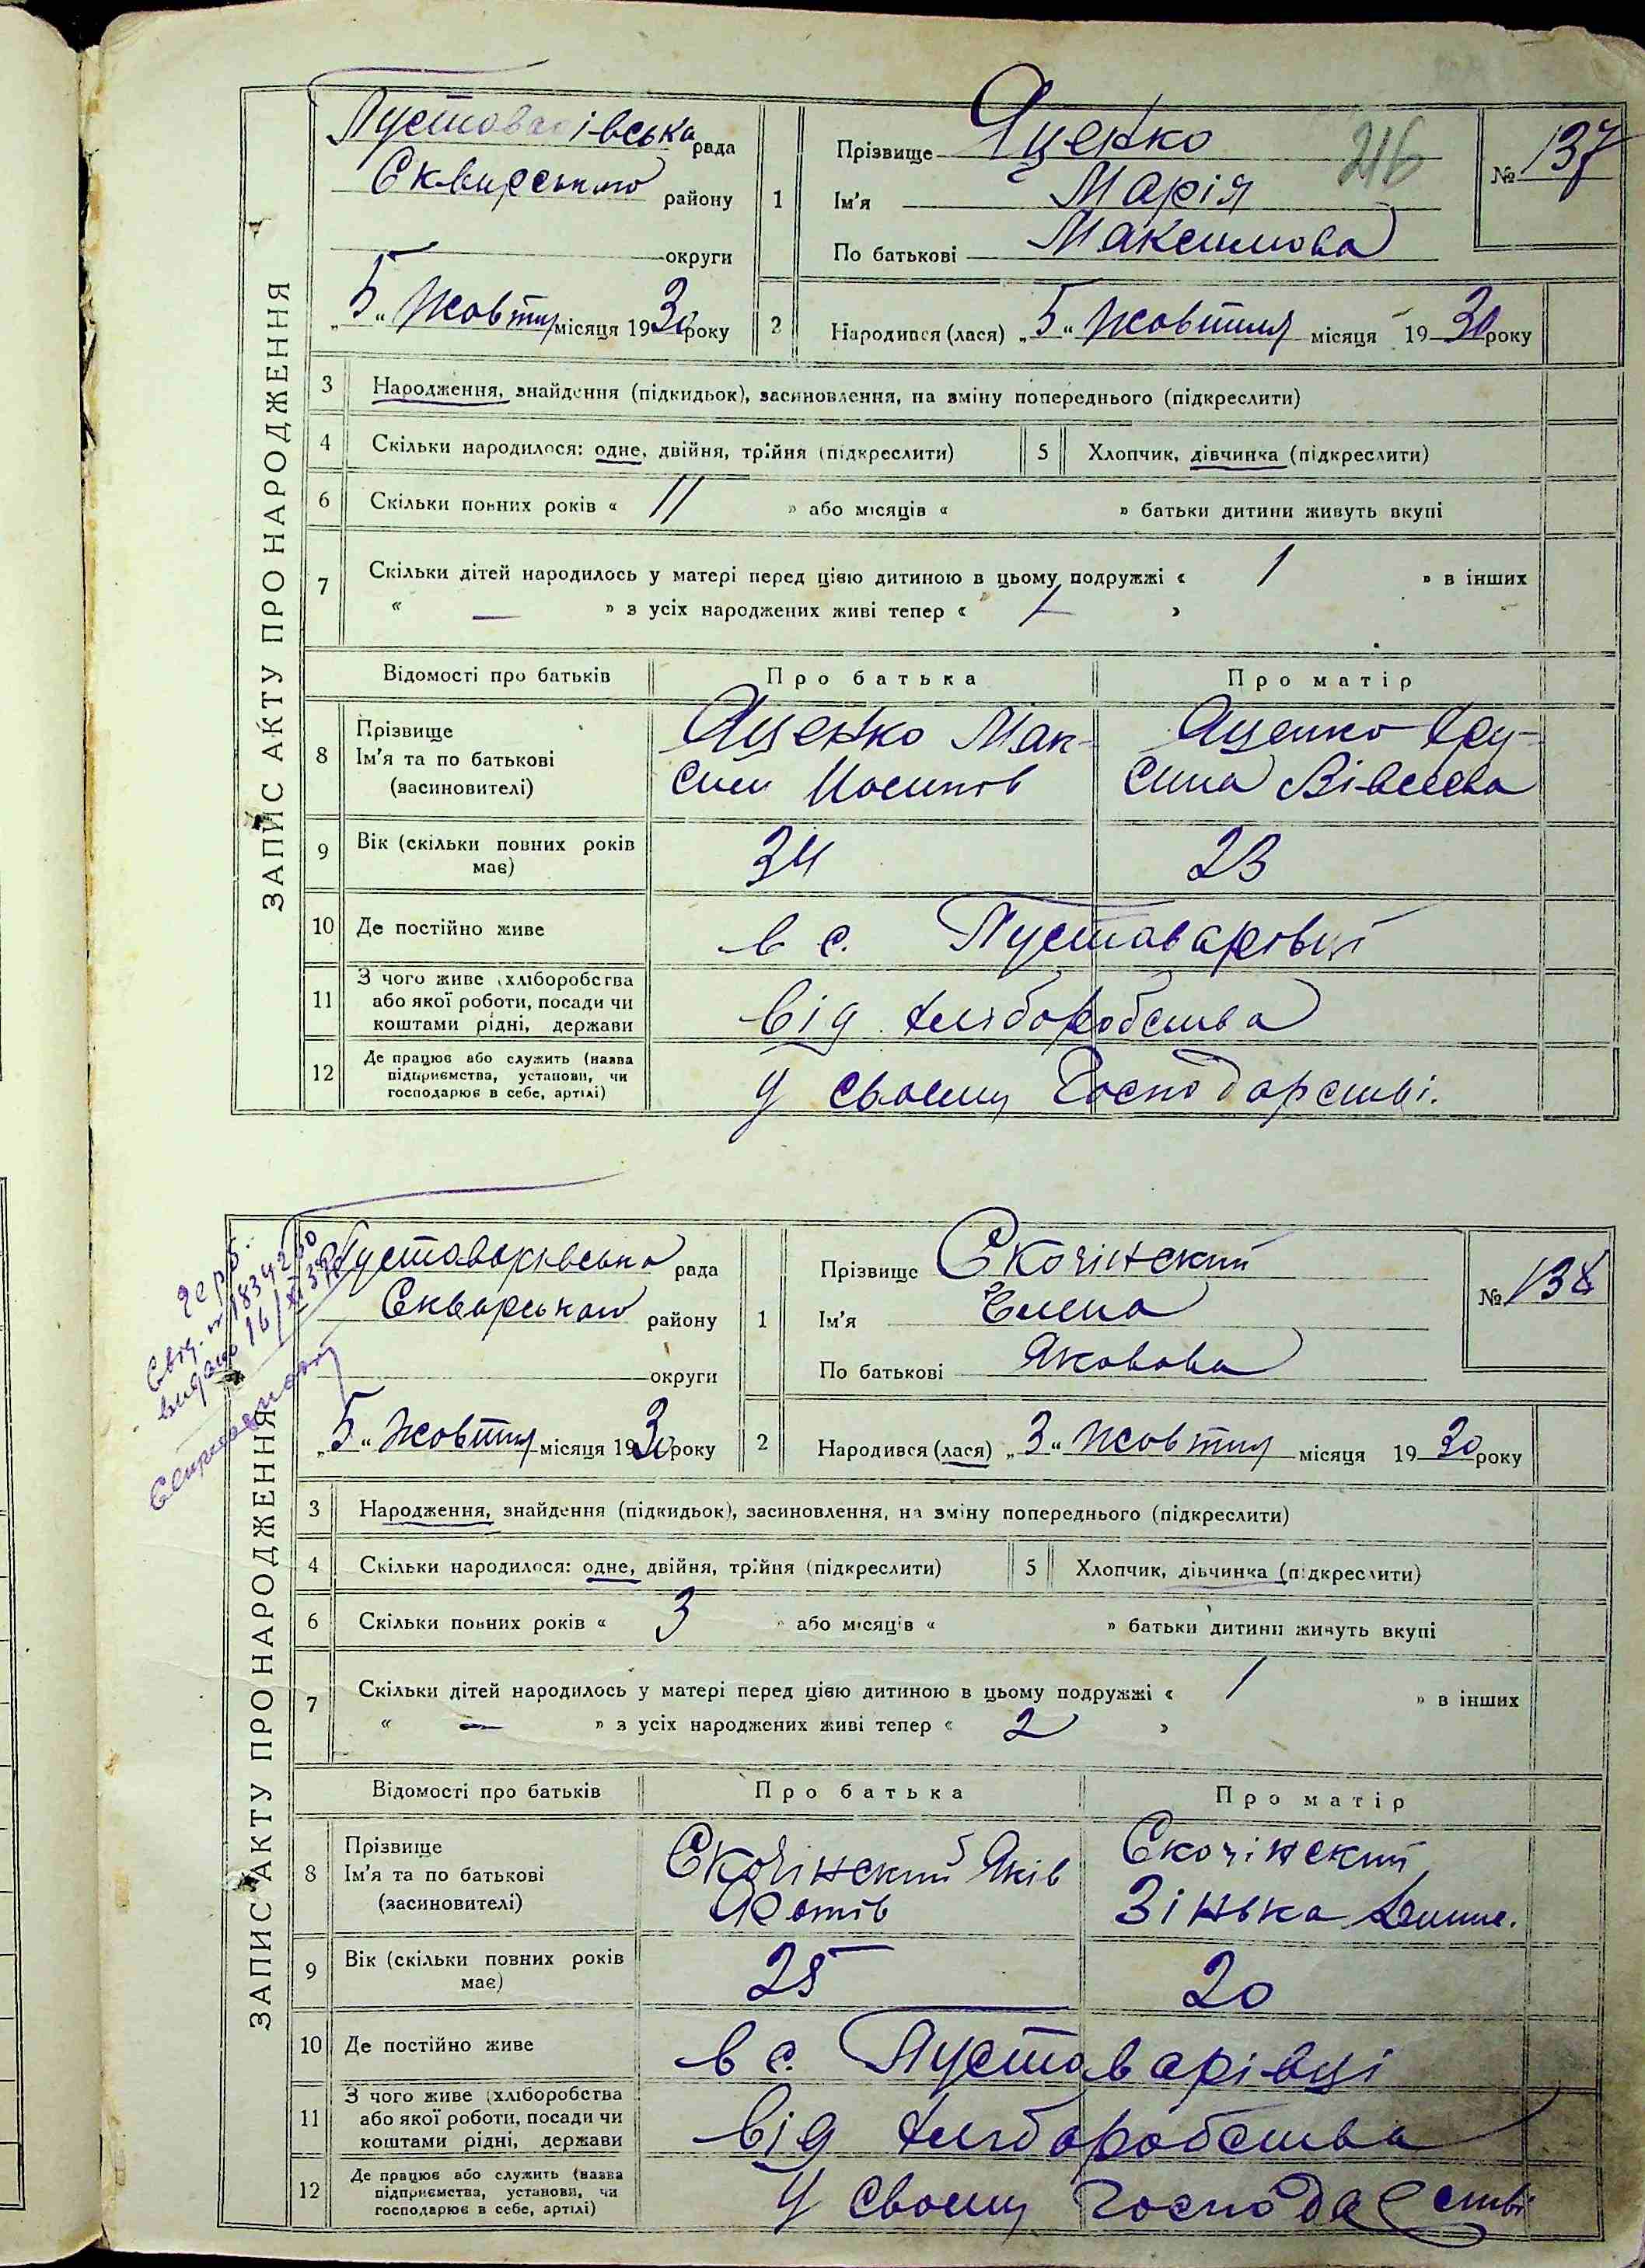 ЗАПИС АКТУ ПРО НАРОДЖЕННЯ
рада
Сквирського району
округи
„5“ Жовтня місяця 1930 року
1 Прізвище Яценко
Ім'я Марія
По батькові Максимова
216
№ 137
2 Народився (лася) „5“ Жовтня місяця 1930 року
3 Народження, знайдення (підкидьок), засиновлення, на зміну попереднього (підкреслити)
4 Скільки народилося: одне, двійня, трійня (підкреслити) 5 Хлопчик, дівчинка (підкреслити)
6 Скільки повних років « 11 » або місяців « » батьки дитини живуть вкупі
7 Скільки дітей народилось у матері перед цією дитиною в цьому подружжі « 1 » в інших
« — » з усіх народжених живі тепер « »
Відомості про батьків Про батька Про матір
8 Прізвище Ім'я та по батькові (засиновителі)
Яценко Максим
Яценко
9 Вік (скільки повних років має) 34 23
10 Де постійно живе в с. Пустоварівці
11 З чого живе (хліборобства або якої роботи, посади чи коштами рідні, держави від хліборобства
12 Де працює або служить (назва підприємства, установи, чи господарює в себе, артілі) у своєму господарстві.
ЗАПИС АКТУ ПРО НАРОДЖЕННЯ
Пустоварівська рада
Скварського району
округи
„5“ Жовтня місяця 1930 року
1 Прізвище Скочінский
Ім'я Елена
По батькові Яковова
№ 138
2 Народився (лася) „3“ Жовтня місяця 1930 року
3 Народження, знайдення (підкидьок), засиновлення, на зміну попереднього (підкреслити)
4 Скільки народилося: одне, двійня, трійня (підкреслити) 5 Хлопчик, дівчинка (підкреслити)
6 Скільки повних років « 3 » або місяців « » батьки дитини живуть вкупі
7 Скільки дітей народилось у матері перед цією дитиною в цьому подружжі « 1 » в інших
« — » з усіх народжених живі тепер « 2 »
Відомості про батьків Про батька Про матір
8 Прізвище Ім'я та по батькові (засиновителі)
Скочінский Яків
Скочінский
Зінька
9 Вік (скільки повних років має) 25 20
10 Де постійно живе в с. Пустоварівці
11 З чого живе (хліборобства або якої роботи, посади чи коштами рідні, держави від хліборобства
12 Де працює або служить (назва підприємства, установи, чи господарює в себе, артілі) у своєму господарстві